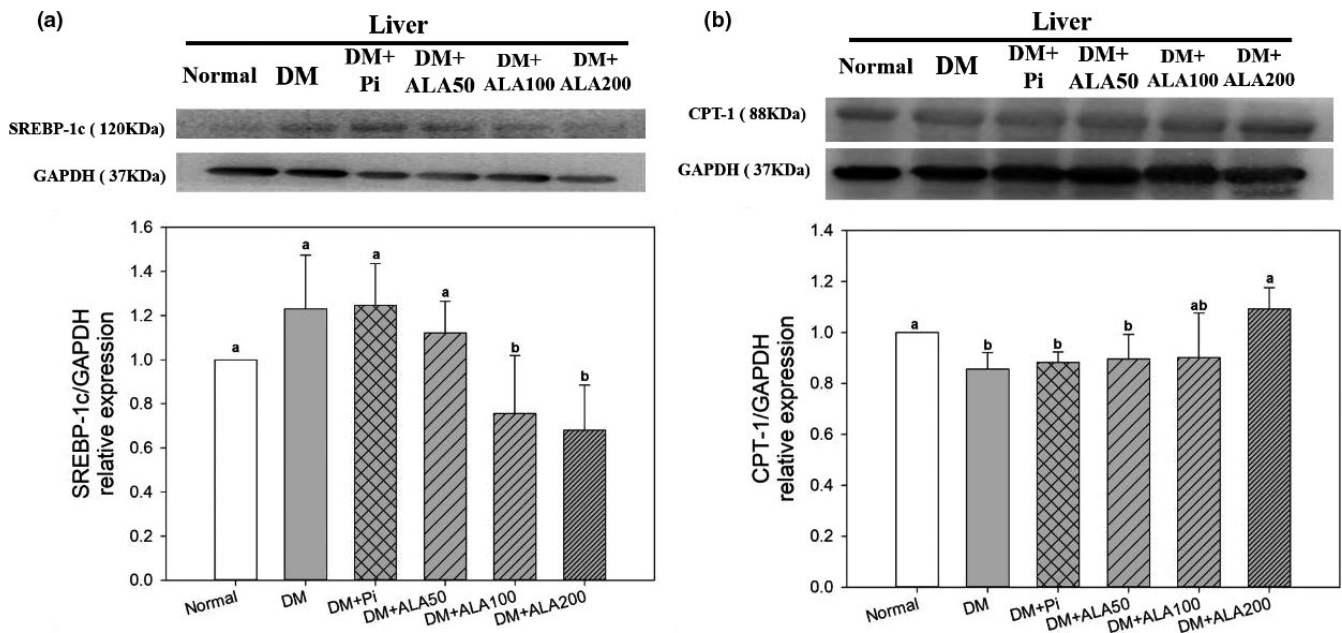 (a)
Liver
Normal DM DM+ Pi DM+ ALA50 DM+ ALA100 DM+ ALA200
SREBP-1c ( 120KDa)
GAPDH ( 37KDa)
1.6
1.4
1.2
1.0
0.8
0.6
0.4
0.2
0.0
SREBP-1c/GAPDH
relative expression
a a a a b b
Normal DM DM+Pi DM+ALA50 DM+ALA100 DM+ALA200
(b)
Liver
Normal DM DM+ Pi DM+ ALA50 DM+ ALA100 DM+ ALA200
CPT-1 ( 88KDa)
GAPDH ( 37KDa)
1.4
1.2
1.0
0.8
0.6
0.4
0.2
0.0
CPT-1/GAPDH
relative expression
a b b b ab a
Normal DM DM+Pi DM+ALA50 DM+ALA100 DM+ALA200